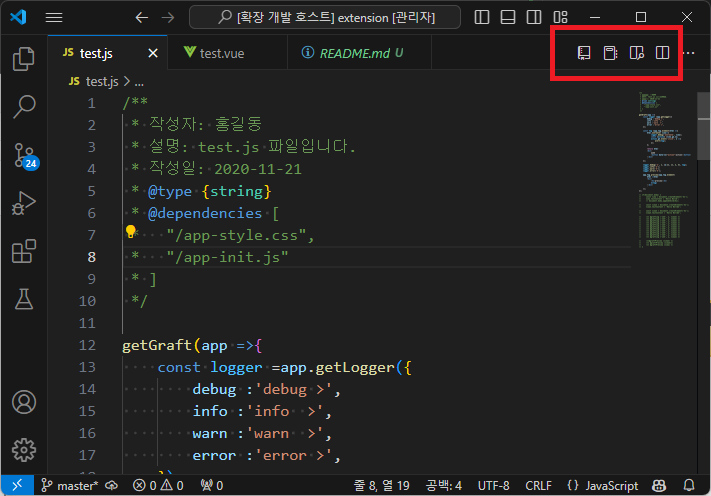 [확장 개발 호스트] extension [관리자]
JS test.js
test.vue
README.md U
JS test.js > ...
1 /**
2 * 작성자: 홍길동
3 * 설명: test.js 파일입니다.
4 * 작성일: 2020-11-21
5 * @type {string}
6 * @dependencies [
7 * "/app-style.css",
8 * "/app-init.js"
9 * ]
10 */
11
12 getGraft(app =>{
13 const logger =app.getLogger({
14 debug :'debug >',
15 info :'info >',
16 warn :'warn >',
17 error :'error >',
24
master*
0 0
0
줄 8, 열 19
공백: 4
UTF-8
CRLF
{} JavaScript